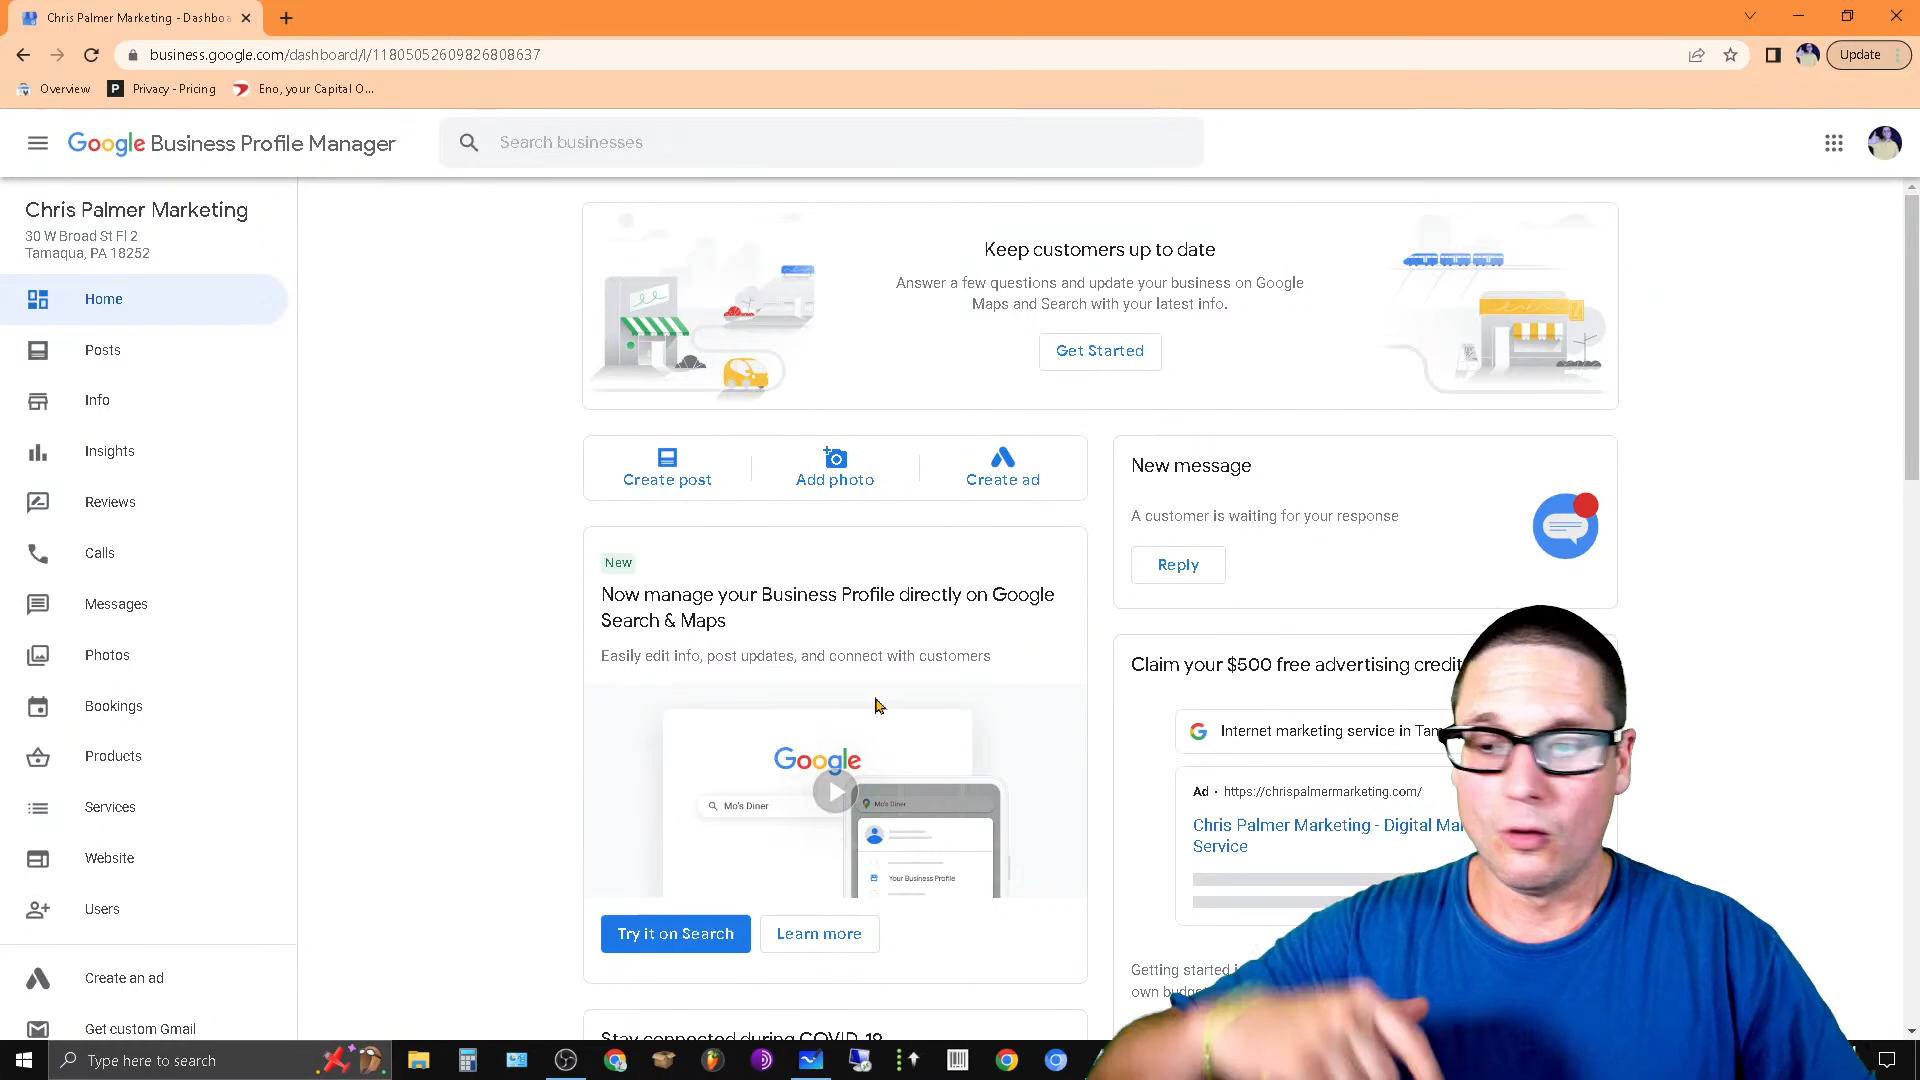 Chris Palmer Marketing - Dashbo
business.google.com/dashboard/l/11805052609826808637
Update
Overview
Privacy - Pricing
Eno, your Capital O...
Google Business Profile Manager
Search businesses
Chris Palmer Marketing
30 W Broad St Fl 2
Tamaqua, PA 18252
Home
Posts
Info
Insights
Reviews
Calls
Messages
Photos
Bookings
Products
Services
Website
Users
Create an ad
Get custom Gmail
Keep customers up to date
Answer a few questions and update your business on Google
Maps and Search with your latest info.
Get Started
Create post
Add photo
Create ad
New
Now manage your Business Profile directly on Google
Search & Maps
Easily edit info, post updates, and connect with customers
Google
Mo's Diner
Mo's Diner
Your Business Profile
Try it on Search
Learn more
Stay connected during COVID-19
New message
A customer is waiting for your response
Reply
Claim your $500 free advertising credit
Internet marketing service in Tam
Ad · https://chrispalmermarketing.com/
Chris Palmer Marketing - Digital Mar
Service
Getting started i
own budge
Type here to search